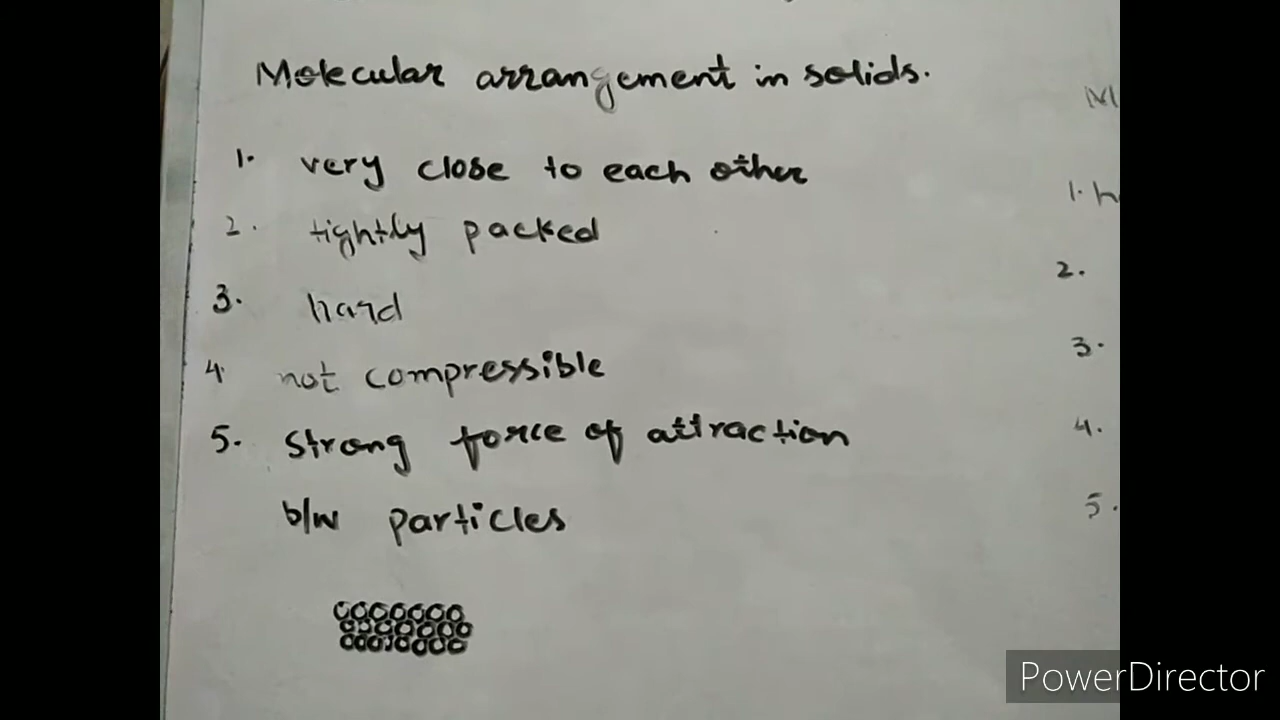 Molecular arrangement in solids.
1. very close to each other
2. tightly packed
3. hard
4. not compressible
5. Strong force of attraction
b/w particles
M
1. h
2.
3.
4.
5.
PowerDirector